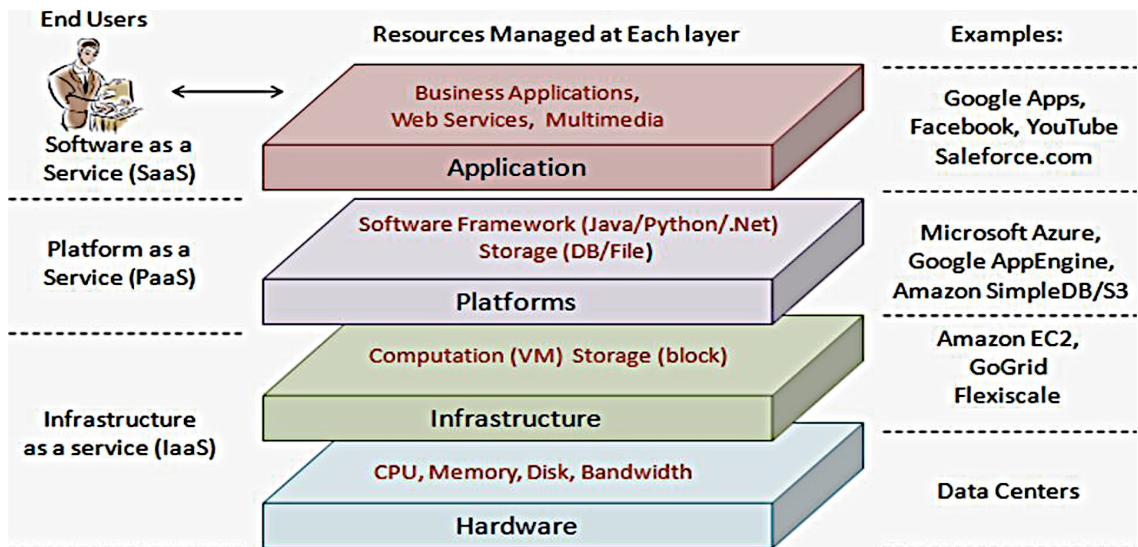 End Users
Resources Managed at Each layer
Examples:
Software as a
Service (SaaS)
Business Applications,
Web Services, Multimedia
Application
Google Apps,
Facebook, YouTube
Saleforce.com
Platform as a
Service (PaaS)
Software Framework (Java/Python/.Net)
Storage (DB/File)
Platforms
Microsoft Azure,
Google AppEngine,
Amazon SimpleDB/S3
Infrastructure
as a service (IaaS)
Computation (VM) Storage (block)
Infrastructure
Amazon EC2,
GoGrid
Flexiscale
CPU, Memory, Disk, Bandwidth
Hardware
Data Centers